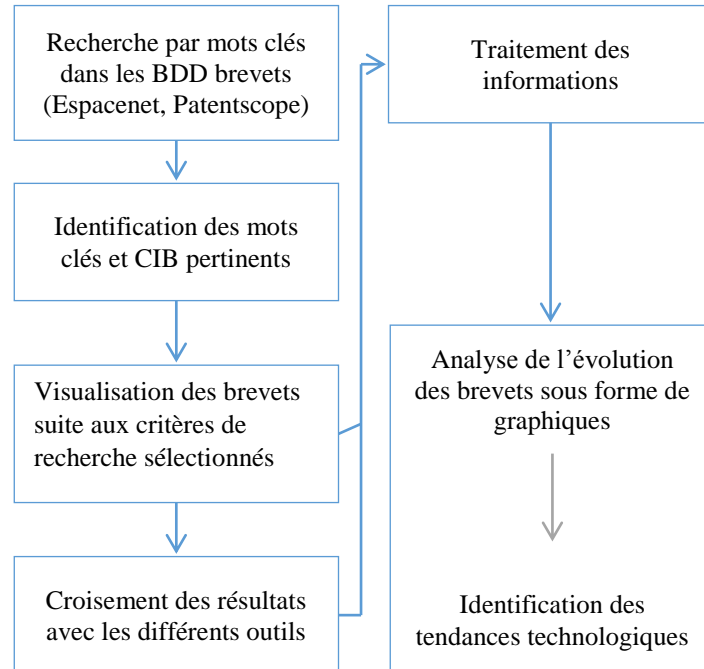 Recherche par mots clés
dans les BDD brevets
(Espacenet, Patentscope)
Identification des mots
clés et CIB pertinents
Visualisation des brevets
suite aux critères de
recherche sélectionnés
Croisement des résultats
avec les différents outils
Traitement des
informations
Analyse de l’évolution
des brevets sous forme de
graphiques
Identification des
tendances technologiques